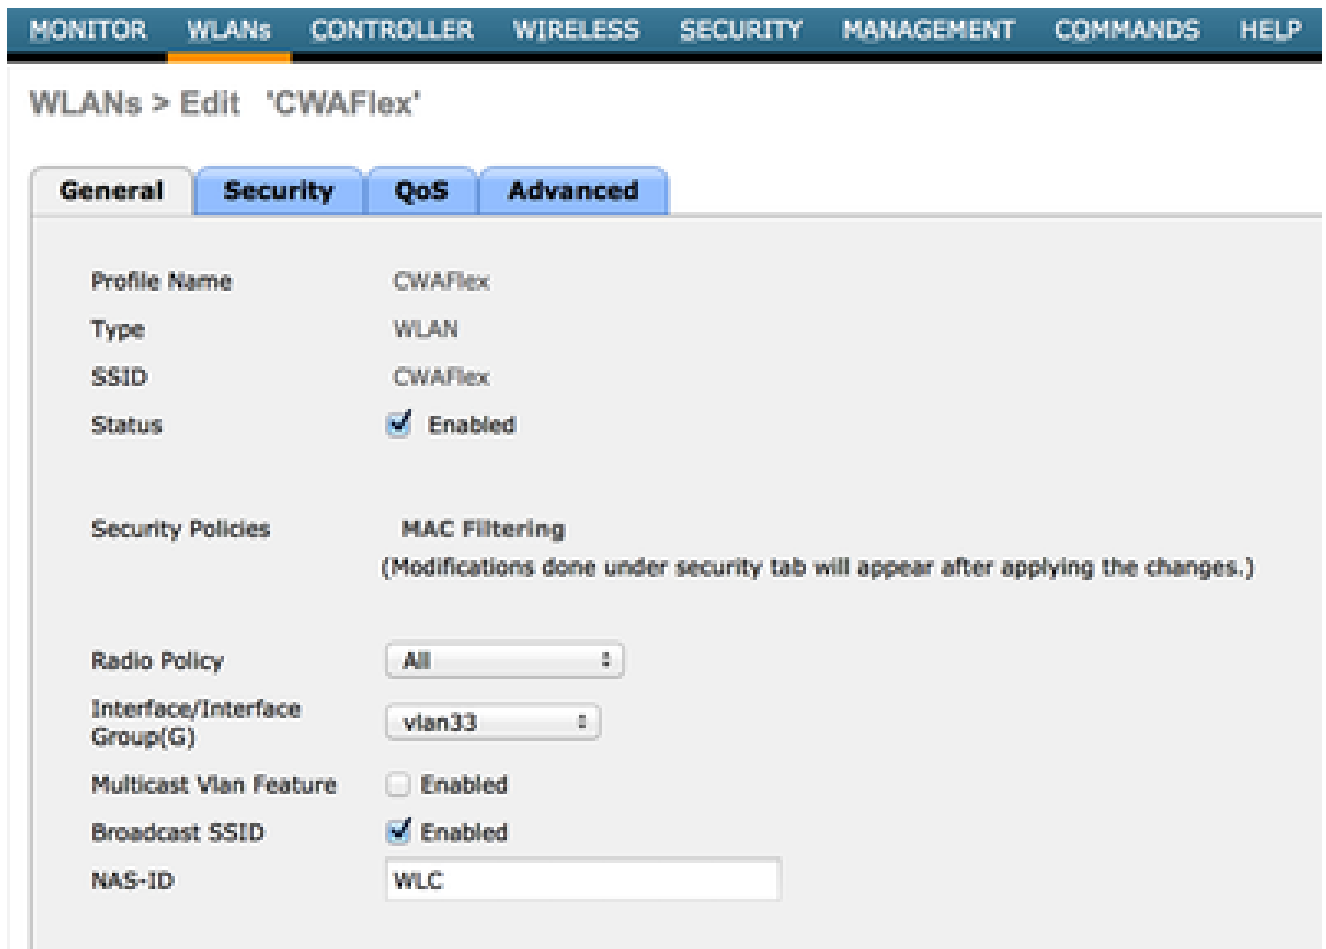 MONITOR WLANs CONTROLLER WIRELESS SECURITY MANAGEMENT COMMANDS HELP
WLANs > Edit 'CWAFlex'
General Security QoS Advanced
Profile Name CWAFlex
Type WLAN
SSID CWAFlex
Status Enabled
Security Policies MAC Filtering
(Modifications done under security tab will appear after applying the changes.)
Radio Policy All
Interface/Interface
Group(G) vlan33
Multicast Vlan Feature Enabled
Broadcast SSID Enabled
NAS-ID WLC